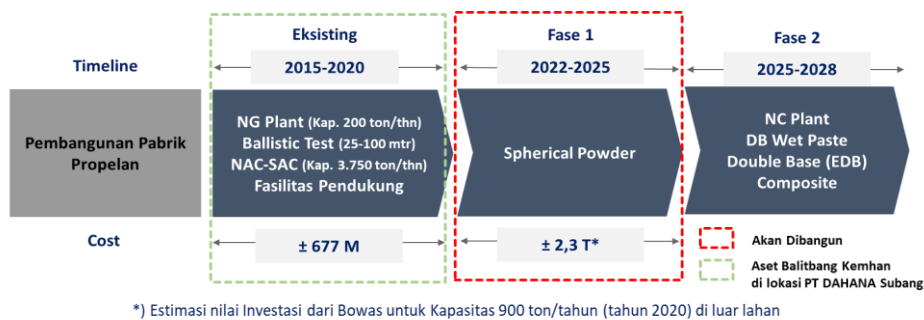 Eksisting
Fase 1
Fase 2
Timeline
2015-2020
2022-2025
2025-2028
Pembangunan Pabrik
Propelan
NG Plant (Kap. 200 ton/thn)
Ballistic Test (25-100 mtr)
NAC-SAC (Kap. 3.750 ton/thn)
Fasilitas Pendukung
Spherical Powder
NC Plant
DB Wet Paste
Double Base (EDB)
Composite
Cost
± 677 M
± 2,3 T*
Akan Dibangun
Aset Balitbang Kemhan
di lokasi PT DAHANA Subang
*) Estimasi nilai Investasi dari Bowas untuk Kapasitas 900 ton/tahun (tahun 2020) di luar lahan